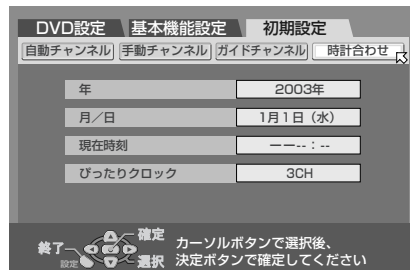 DVD設定 基本機能設定 初期設定
自動チャンネル 手動チャンネル ガイドチャンネル 時計合わせ
年 2003年
月／日 1月1日（水）
現在時刻 ーー--：--
ぴったりクロック 3CH
確定
終了 カーソルボタンで選択後、
設定 選択 決定ボタンで確定してください